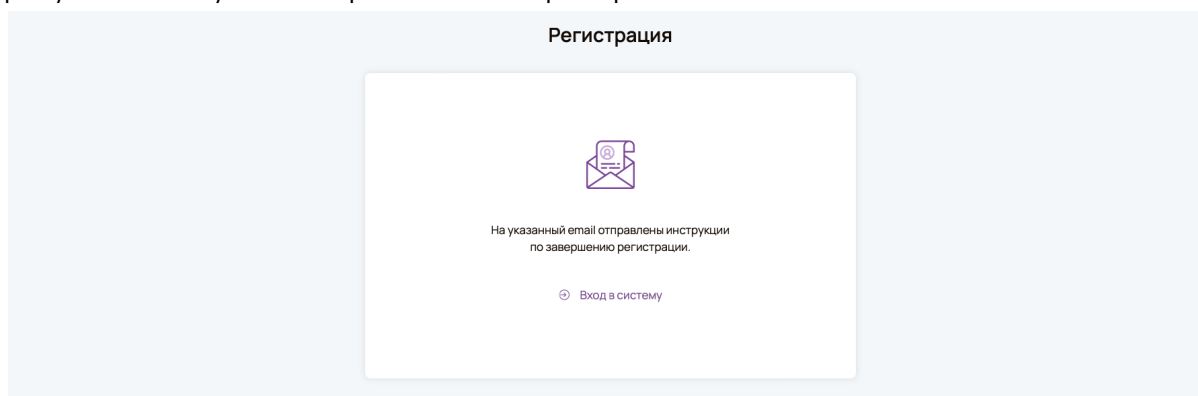 Регистрация
На указанный email отправлены инструкции
по завершению регистрации.
Вход в систему